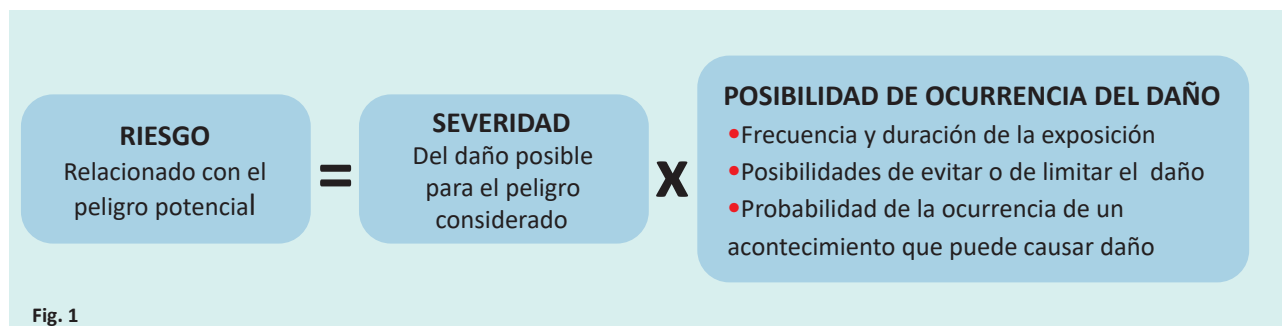 RIESGO
Relacionado con el
peligro potencial
=
SEVERIDAD
Del daño posible
para el peligro
considerado
X
POSIBILIDAD DE OCURRENCIA DEL DAÑO
•Frecuencia y duración de la exposición
•Posibilidades de evitar o de limitar el daño
•Probabilidad de la ocurrencia de un
acontecimiento que puede causar daño
Fig. 1